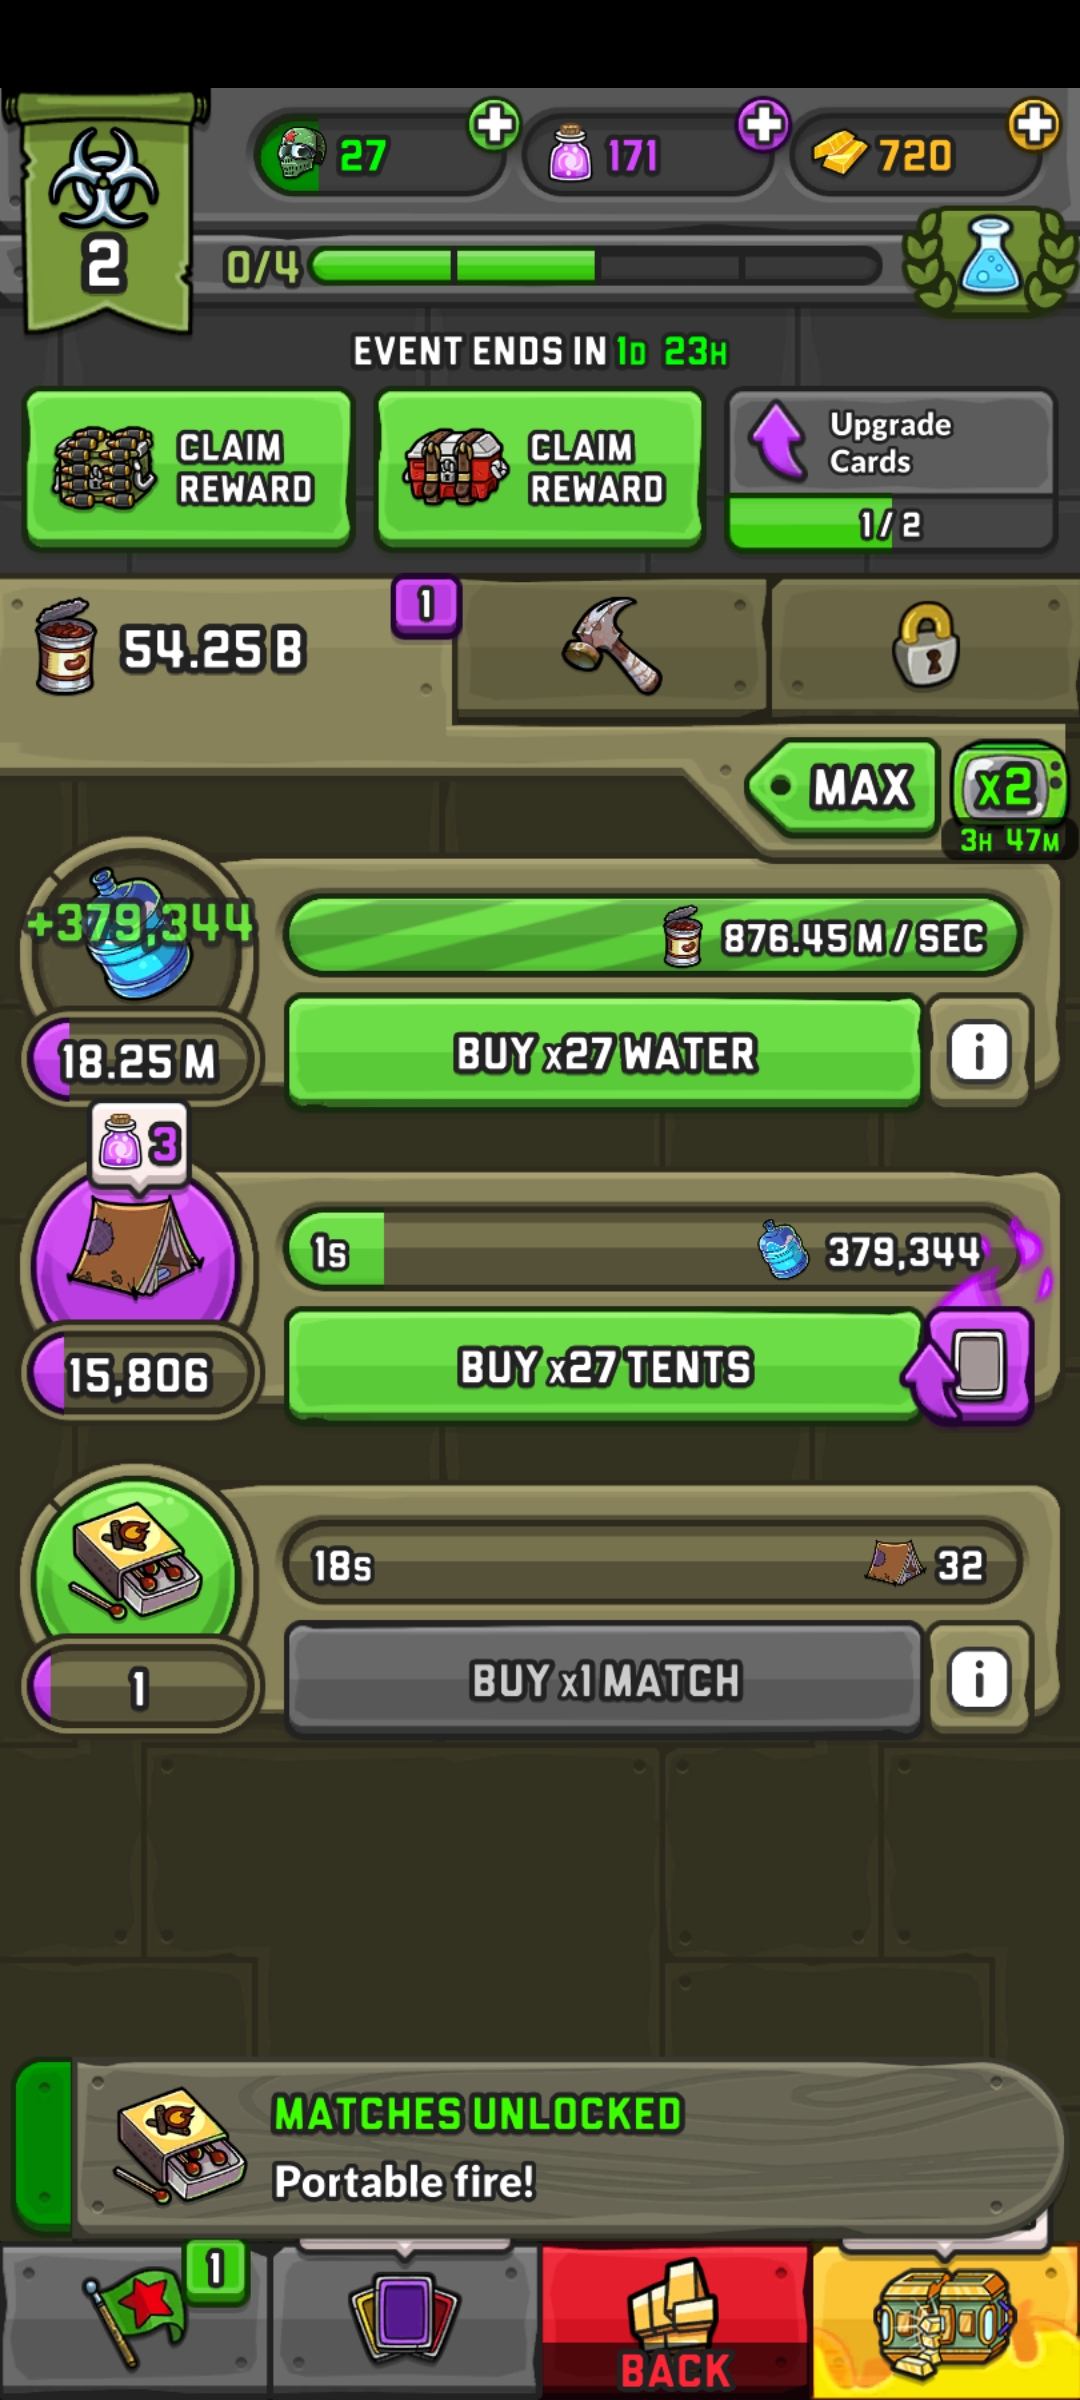 27
171
720
2
0/4
EVENT ENDS IN 1D 23H
CLAIM
REWARD
CLAIM
REWARD
Upgrade
Cards
1/2
54.25 B
1
MAX
x2
3H 47M
+379,344
876.45 M / SEC
18.25 M
BUY x27 WATER
i
3
1s
379,344
15,806
BUY x27 TENTS
18s
32
1
BUY x1 MATCH
i
MATCHES UNLOCKED
Portable fire!
1
BACK